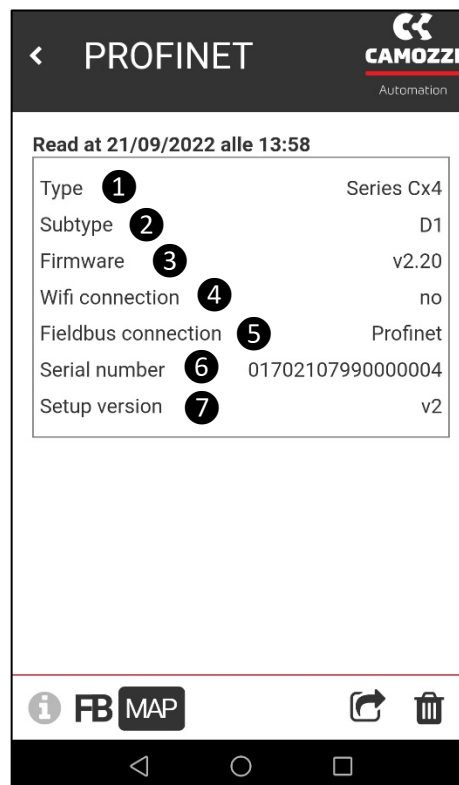 PROFINET
CAMOZZI
Automation
Read at 21/09/2022 alle 13:58
Type 1 Series Cx4
Subtype 2 D1
Firmware 3 v2.20
Wifi connection 4 no
Fieldbus connection 5 Profinet
Serial number 6 01702107990000004
Setup version 7 v2
i FB MAP